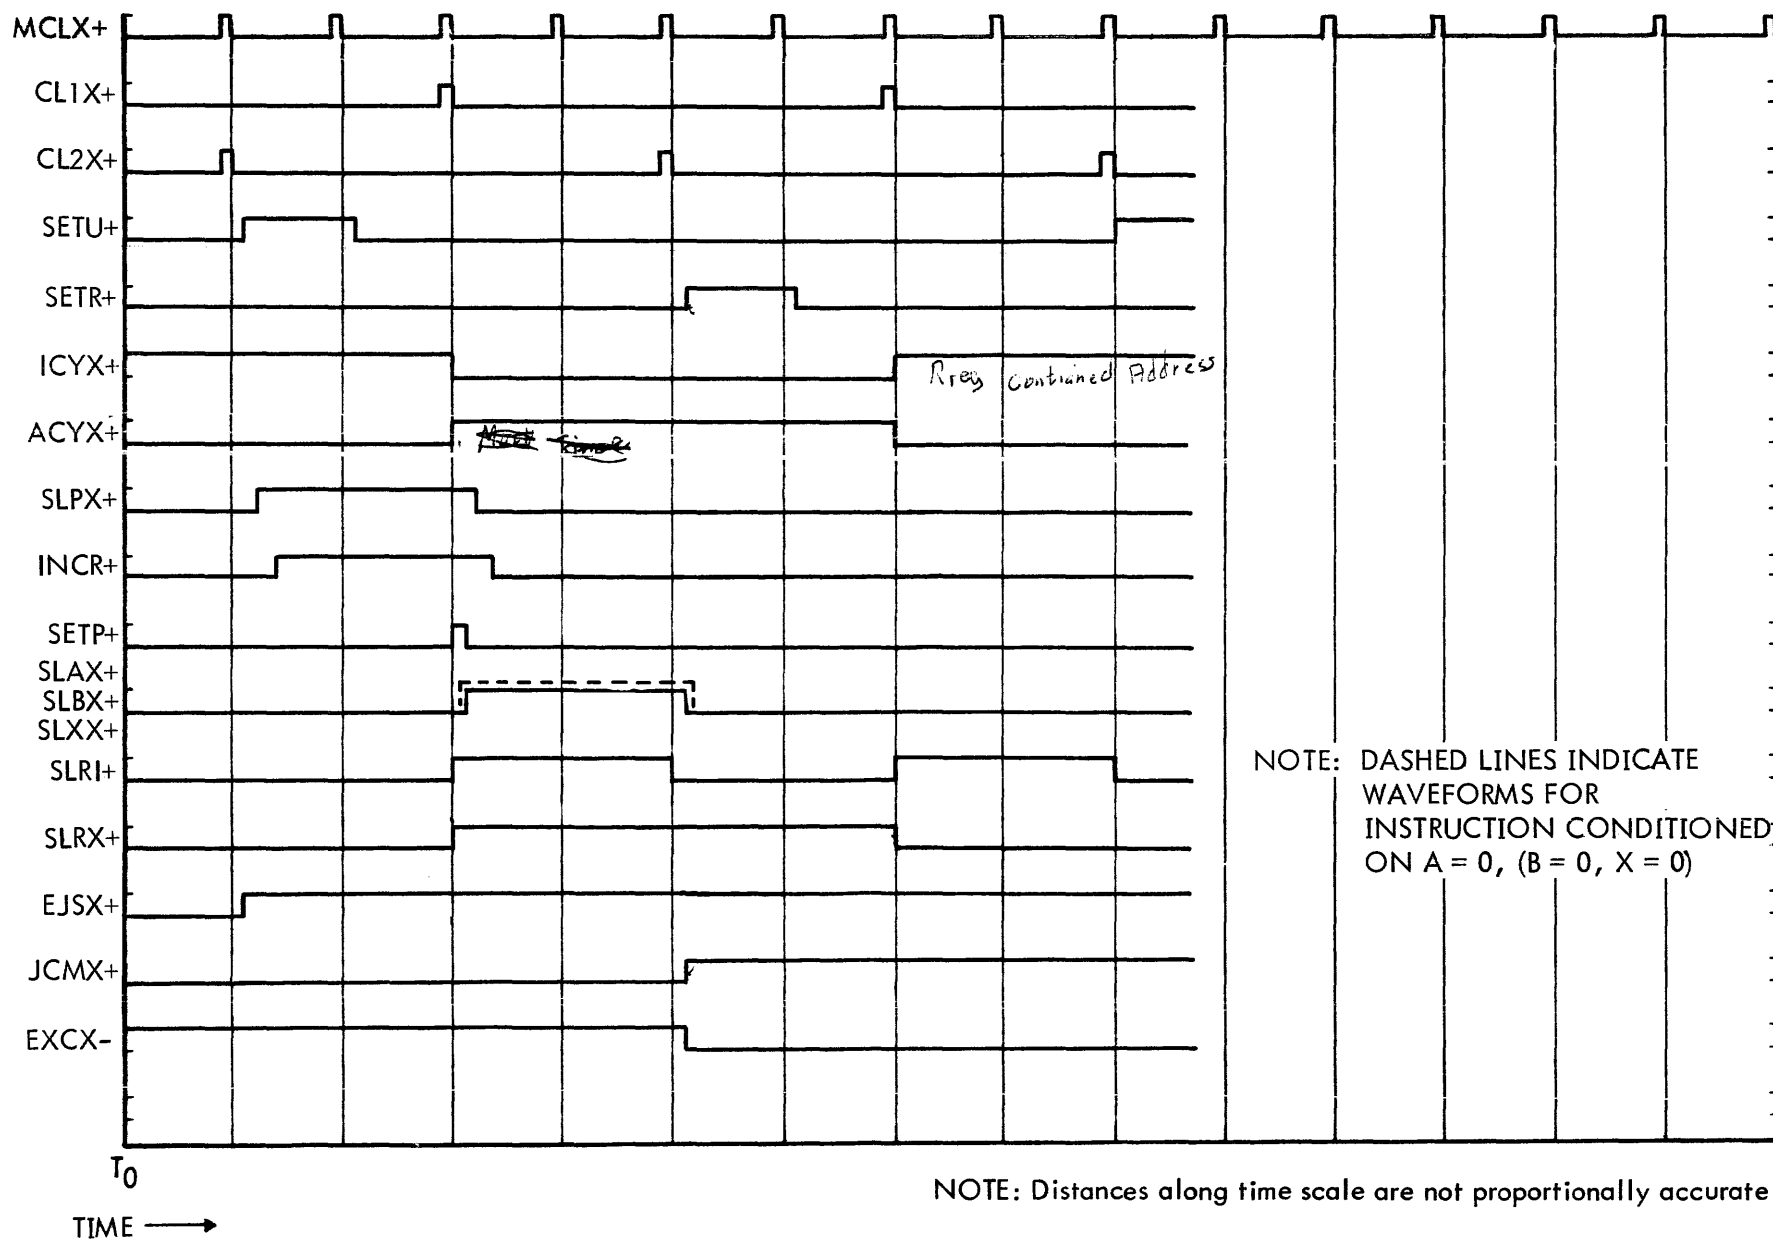 MCLX+
CL1X+
CL2X+
SETU+
SETR+
ICYX+
Rreg Contrained Address
ACYX+
SLPX+
INCR+
SETP+
SLAX+
SLBX+
SLXX+
SLRI+
SLRX+
EJSX+
JCMX+
EXCX-
NOTE: DASHED LINES INDICATE
WAVEFORMS FOR
INSTRUCTION CONDITIONED
ON A = 0, (B = 0, X = 0)
T0
TIME
NOTE: Distances along time scale are not proportionally accurate